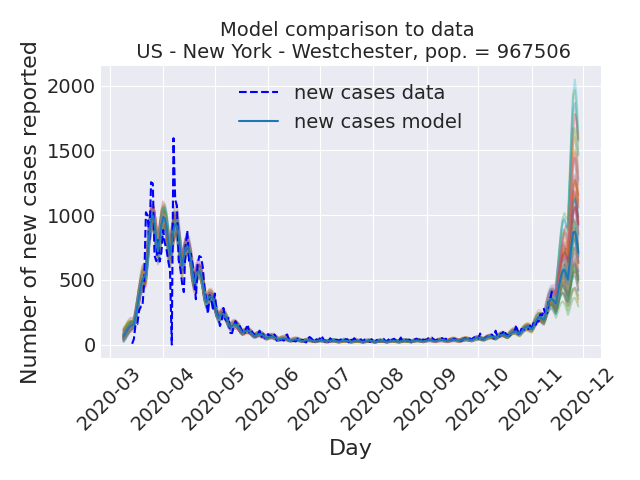 Model comparison to data
US - New York - Westchester, pop. = 967506
Number of new cases reported
2000
1500
1000
500
0
new cases data
new cases model
2020-03
2020-04
2020-05
2020-06
2020-07
2020-08
2020-09
2020-10
2020-11
2020-12
Day